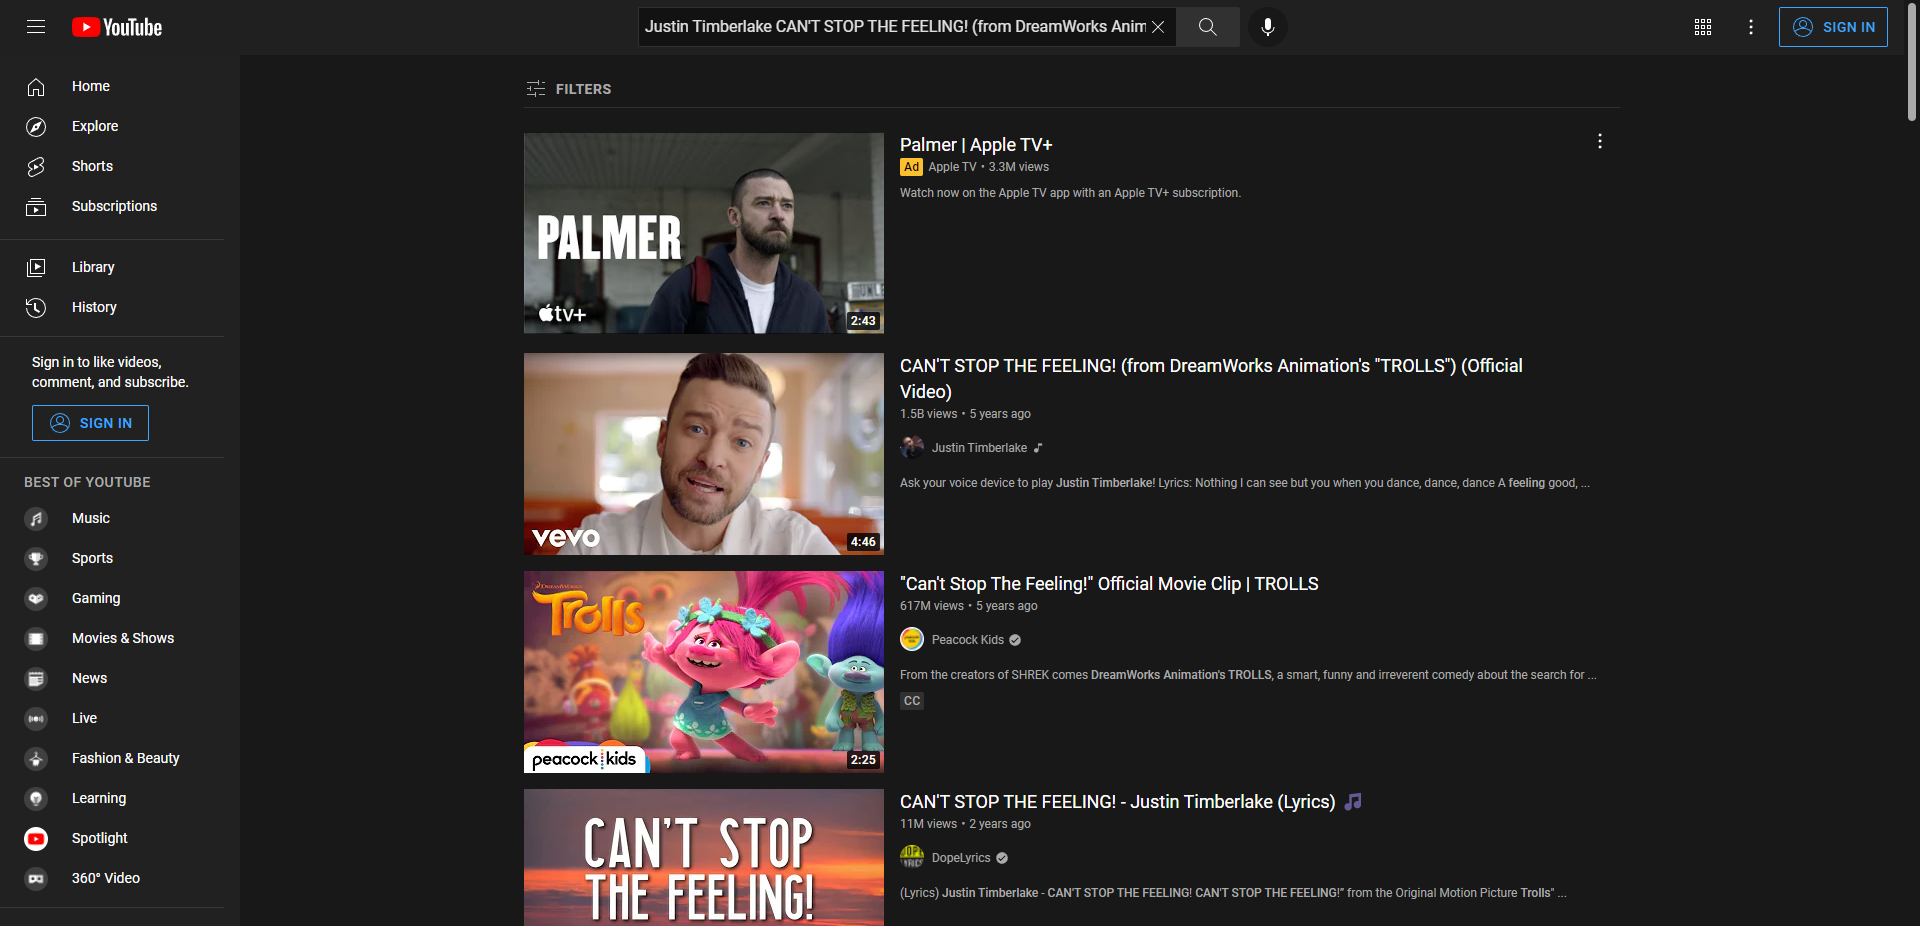 YouTube
Justin Timberlake CAN'T STOP THE FEELING! (from DreamWorks Anim
SIGN IN
Home
Explore
Shorts
Subscriptions
Library
History
Sign in to like videos,
comment, and subscribe.
SIGN IN
BEST OF YOUTUBE
Music
Sports
Gaming
Movies & Shows
News
Live
Fashion & Beauty
Learning
Spotlight
360° Video
FILTERS
PALMER
tv+
2:43
Palmer | Apple TV+
Ad Apple TV • 3.3M views
Watch now on the Apple TV app with an Apple TV+ subscription.
vevo
4:46
CAN'T STOP THE FEELING! (from DreamWorks Animation's "TROLLS") (Official
Video)
1.5B views • 5 years ago
Justin Timberlake
Ask your voice device to play Justin Timberlake! Lyrics: Nothing I can see but you when you dance, dance, dance A feeling good, ...
DREAMWORKS
TROLLS
peacock kids
2:25
"Can't Stop The Feeling!" Official Movie Clip | TROLLS
617M views • 5 years ago
Peacock Kids
From the creators of SHREK comes DreamWorks Animation's TROLLS, a smart, funny and irreverent comedy about the search for ...
CC
CAN'T STOP
THE FEELING!
CAN'T STOP THE FEELING! - Justin Timberlake (Lyrics) 🎵
11M views • 2 years ago
DopeLyrics
(Lyrics) Justin Timberlake - CAN'T STOP THE FEELING! CAN'T STOP THE FEELING!" from the Original Motion Picture Trolls" ...